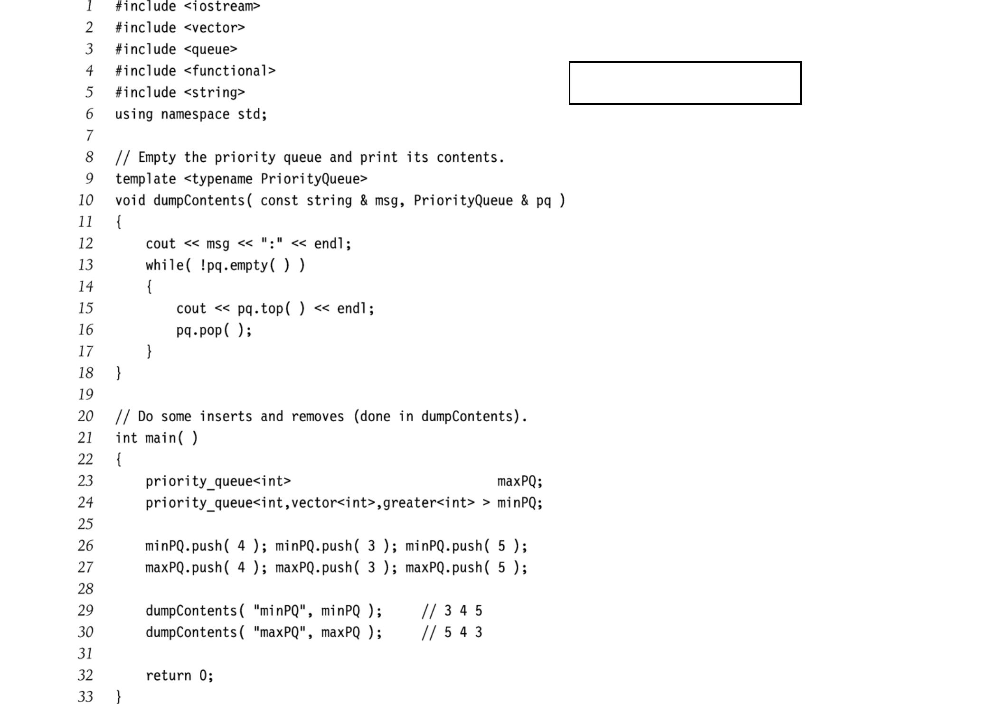 1 #include <iostream>
2 #include <vector>
3 #include <queue>
4 #include <functional>
5 #include <string>
6 using namespace std;
7
8 // Empty the priority queue and print its contents.
9 template <typename PriorityQueue>
10 void dumpContents( const string & msg, PriorityQueue & pq )
11 {
12     cout << msg << ":" << endl;
13     while( !pq.empty( ) )
14     {
15         cout << pq.top( ) << endl;
16         pq.pop( );
17     }
18 }
19
20 // Do some inserts and removes (done in dumpContents).
21 int main( )
22 {
23     priority_queue<int>                           maxPQ;
24     priority_queue<int,vector<int>,greater<int> > minPQ;
25
26     minPQ.push( 4 ); minPQ.push( 3 ); minPQ.push( 5 );
27     maxPQ.push( 4 ); maxPQ.push( 3 ); maxPQ.push( 5 );
28
29     dumpContents( "minPQ", minPQ );     // 3 4 5
30     dumpContents( "maxPQ", maxPQ );     // 5 4 3
31
32     return 0;
33 }